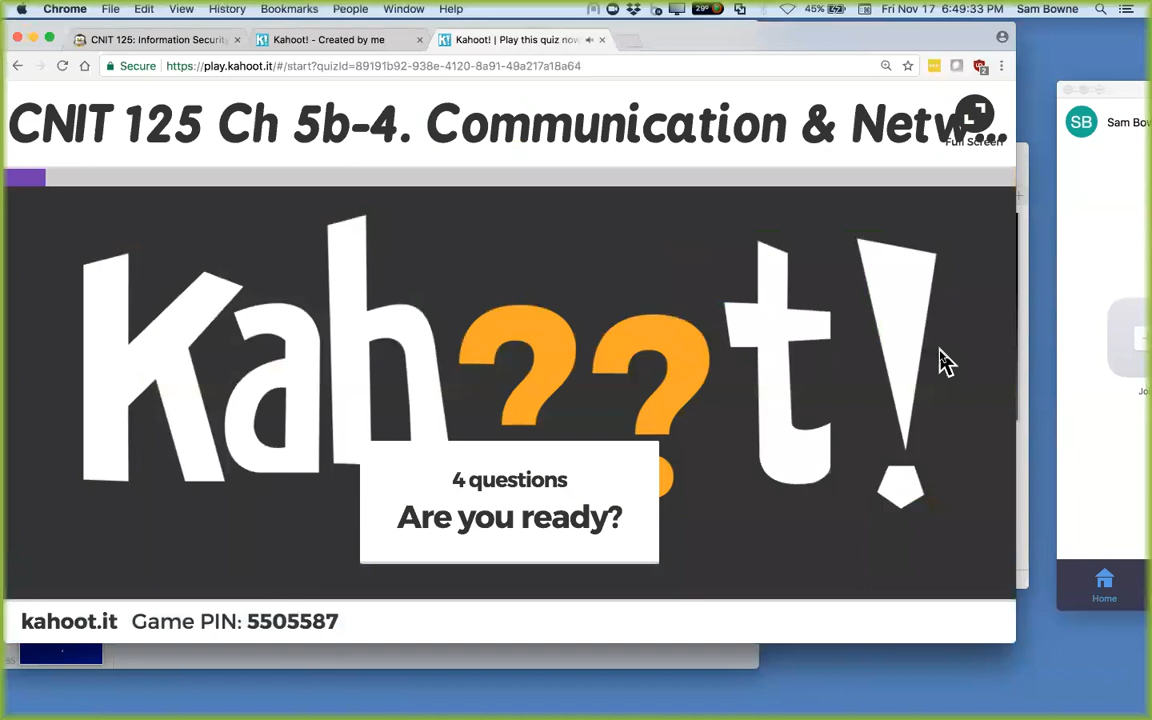 Chrome File Edit View History Bookmarks People Window Help 29° 45% Fri Nov 17 6:49:33 PM Sam Bowne
CNIT 125: Information Securit × Kahoot! - Created by me × Kahoot! | Play this quiz now ×
Secure https://play.kahoot.it/#/start?quizId=89191b92-938e-4120-8a91-49a217a18a64 2
CNIT 125 Ch 5b-4. Communication & Netw...
Full Screen
SB Sam Bow
Kah??t!
4 questions
Are you ready?
Home
kahoot.it Game PIN: 5505587